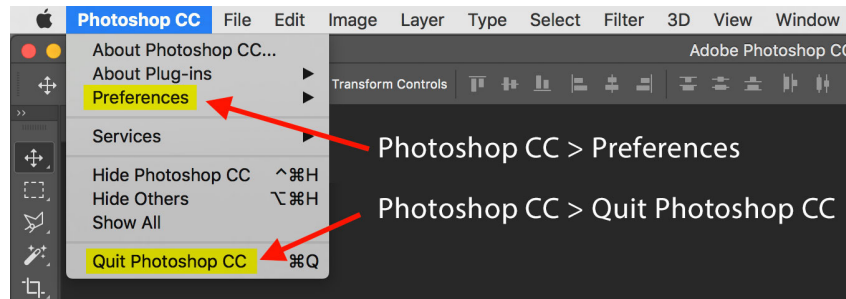 Photoshop CC File Edit Image Layer Type Select Filter 3D View Window
Adobe Photoshop CC
About Photoshop CC...
About Plug-ins
Transform Controls
Preferences
Services
Photoshop CC > Preferences
Hide Photoshop CC ^⌘H
Hide Others ⌥⌘H
Show All
Photoshop CC > Quit Photoshop CC
Quit Photoshop CC ⌘Q